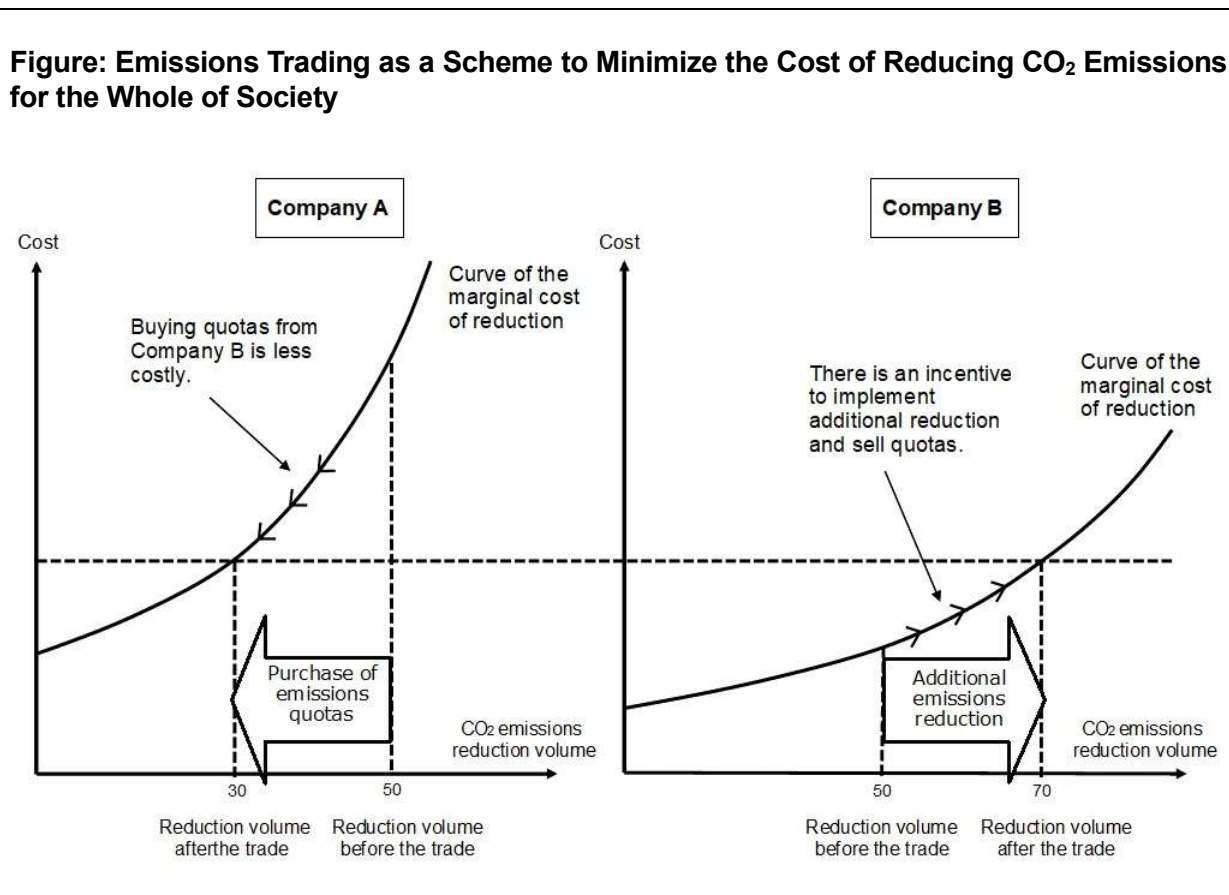 Figure: Emissions Trading as a Scheme to Minimize the Cost of Reducing CO₂ Emissions
for the Whole of Society
Company A
Cost
Curve of the
marginal cost
of reduction
Buying quotas from
Company B is less
costly.
Purchase of
emissions
quotas
CO₂ emissions
reduction volume
30
50
Reduction volume
afterthe trade
Reduction volume
before the trade
Company B
Cost
Curve of the
marginal cost
of reduction
There is an incentive
to implement
additional reduction
and sell quotas.
Additional
emissions
reduction
CO₂ emissions
reduction volume
50
70
Reduction volume
before the trade
Reduction volume
after the trade